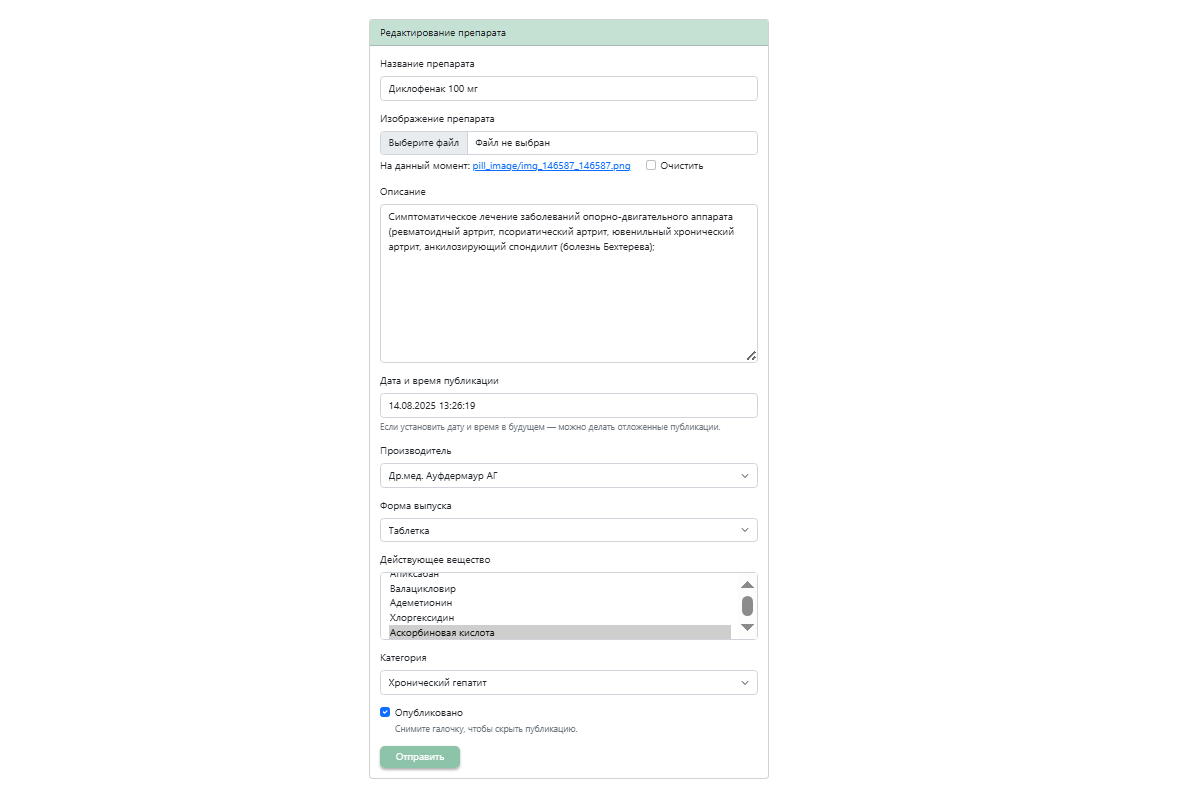 Редактирование препарата
Название препарата
Диклофенак 100 мг
Изображение препарата
Выберите файл Файл не выбран
На данный момент: pill_image/img_146587_146587.png Очистить
Описание
Симптоматическое лечение заболеваний опорно-двигательного аппарата
(ревматоидный артрит, псориатический артрит, ювенильный хронический
артрит, анкилозирующий спондилит (болезнь Бехтерева);
Дата и время публикации
14.08.2025 13:26:19
Если установить дату и время в будущем — можно делать отложенные публикации.
Производитель
Др.мед. Ауфдермаур АГ
Форма выпуска
Таблетка
Действующее вещество
Апиксабан
Валацикловир
Адеметионин
Хлоргексидин
Аскорбиновая кислота
Категория
Хронический гепатит
Опубликовано
Снимите галочку, чтобы скрыть публикацию.
Отправить